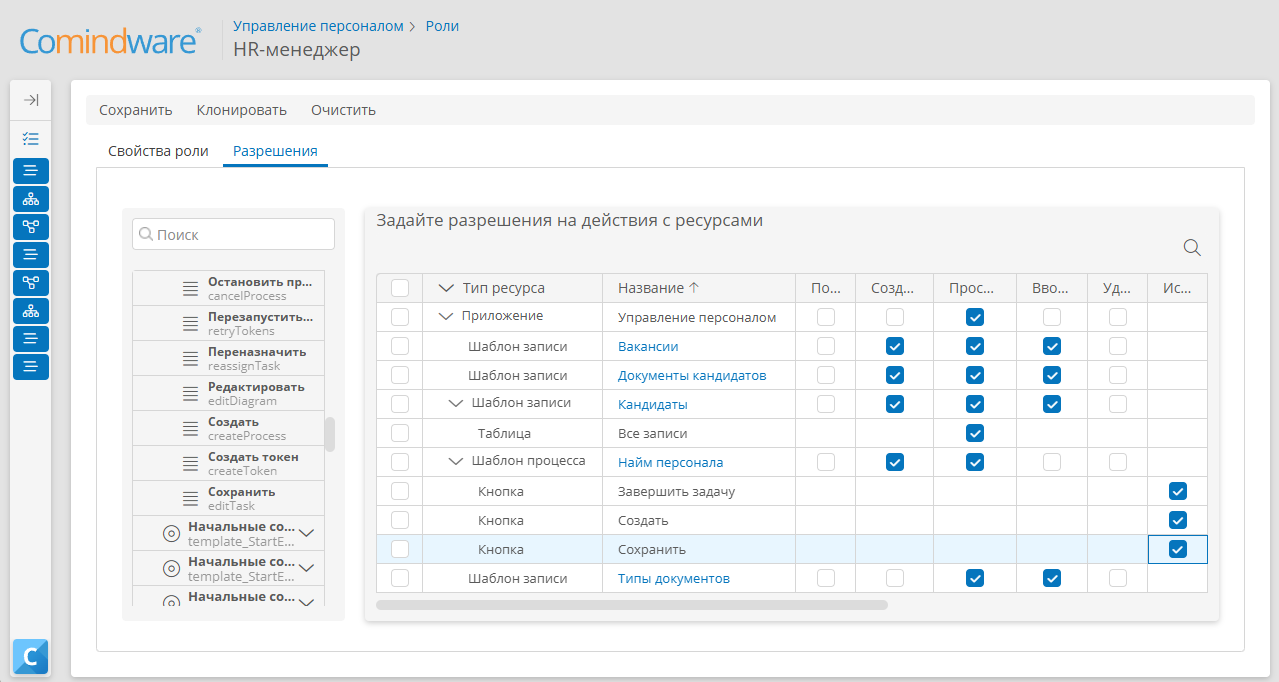 Comindware®
Управление персоналом > Роли
HR-менеджер
Сохранить Клонировать Очистить
Свойства роли Разрешения
Поиск
Остановить пр...
cancelProcess
Перезапустить...
retryTokens
Переназначить
reassignTask
Редактировать
editDiagram
Создать
createProcess
Создать токен
createToken
Сохранить
editTask
Начальные со...
template_StartE...
Начальные со...
template_StartE...
Начальные со...
Задайте разрешения на действия с ресурсами
Тип ресурса Название ↑ По... Созд... Прос... Вво... Уд... Ис...
Приложение Управление персоналом
Шаблон записи Вакансии
Шаблон записи Документы кандидатов
Шаблон записи Кандидаты
Таблица Все записи
Шаблон процесса Найм персонала
Кнопка Завершить задачу
Кнопка Создать
Кнопка Сохранить
Шаблон записи Типы документов
C